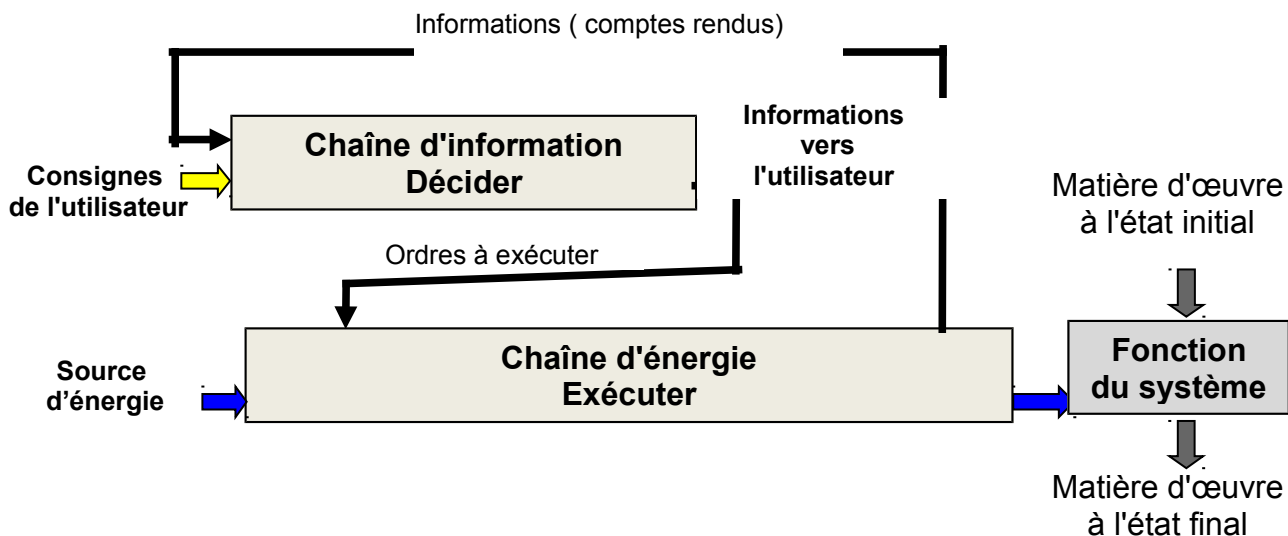 Informations ( comptes rendus)
Chaîne d'information
Décider
Informations
vers
l'utilisateur
Consignes
de l'utilisateur
Matière d'œuvre
à l'état initial
Ordres à exécuter
Source
d’énergie
Chaîne d'énergie
Exécuter
Fonction
du système
Matière d'œuvre
à l'état final